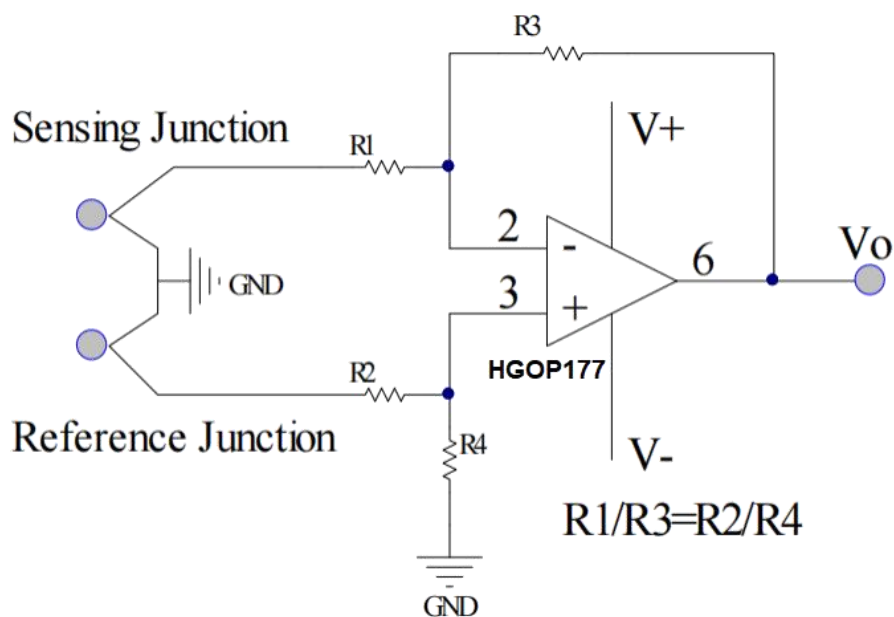 R3
Sensing Junction
R1
V+
2
-
6
Vo
GND
3
+
HGOP177
R2
Reference Junction
R4
V-
R1/R3=R2/R4
GND